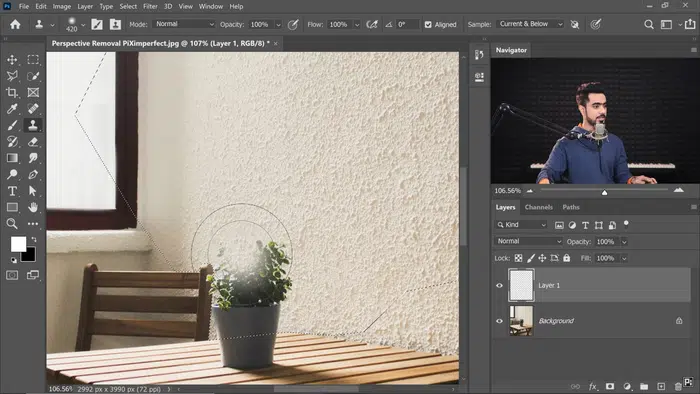 Ps File Edit Image Layer Type Select Filter 3D View Window Help
420 Mode: Normal Opacity: 100% Flow: 100% 0° Aligned Sample: Current & Below
Perspective Removal PiXimperfect.jpg @ 107% (Layer 1, RGB/8) * ×
Navigator
106.56%
Layers Channels Paths
Kind
Normal Opacity: 100%
Lock: Fill: 100%
Layer 1
Background
fx
106.56% 2992 px x 3990 px (72 ppi)
Pi